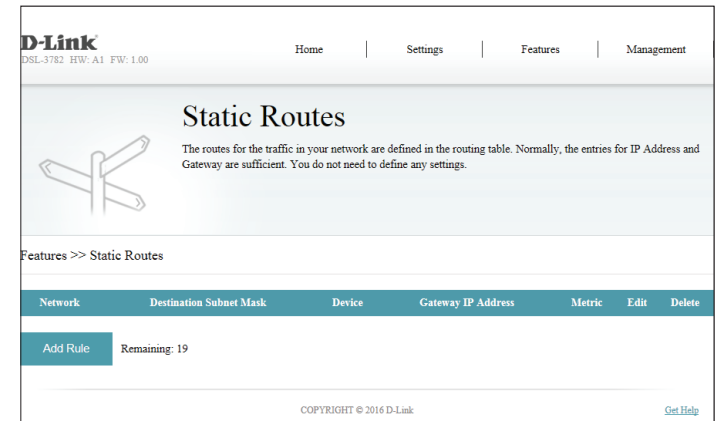 D-Link
DSL-3782 HW: A1 FW: 1.00
Home
Settings
Features
Management
Static Routes
The routes for the traffic in your network are defined in the routing table. Normally, the entries for IP Address and
Gateway are sufficient. You do not need to define any settings.
Features >> Static Routes
Network Destination Subnet Mask Device Gateway IP Address Metric Edit Delete
Add Rule Remaining: 19
COPYRIGHT © 2016 D-Link
Get Help